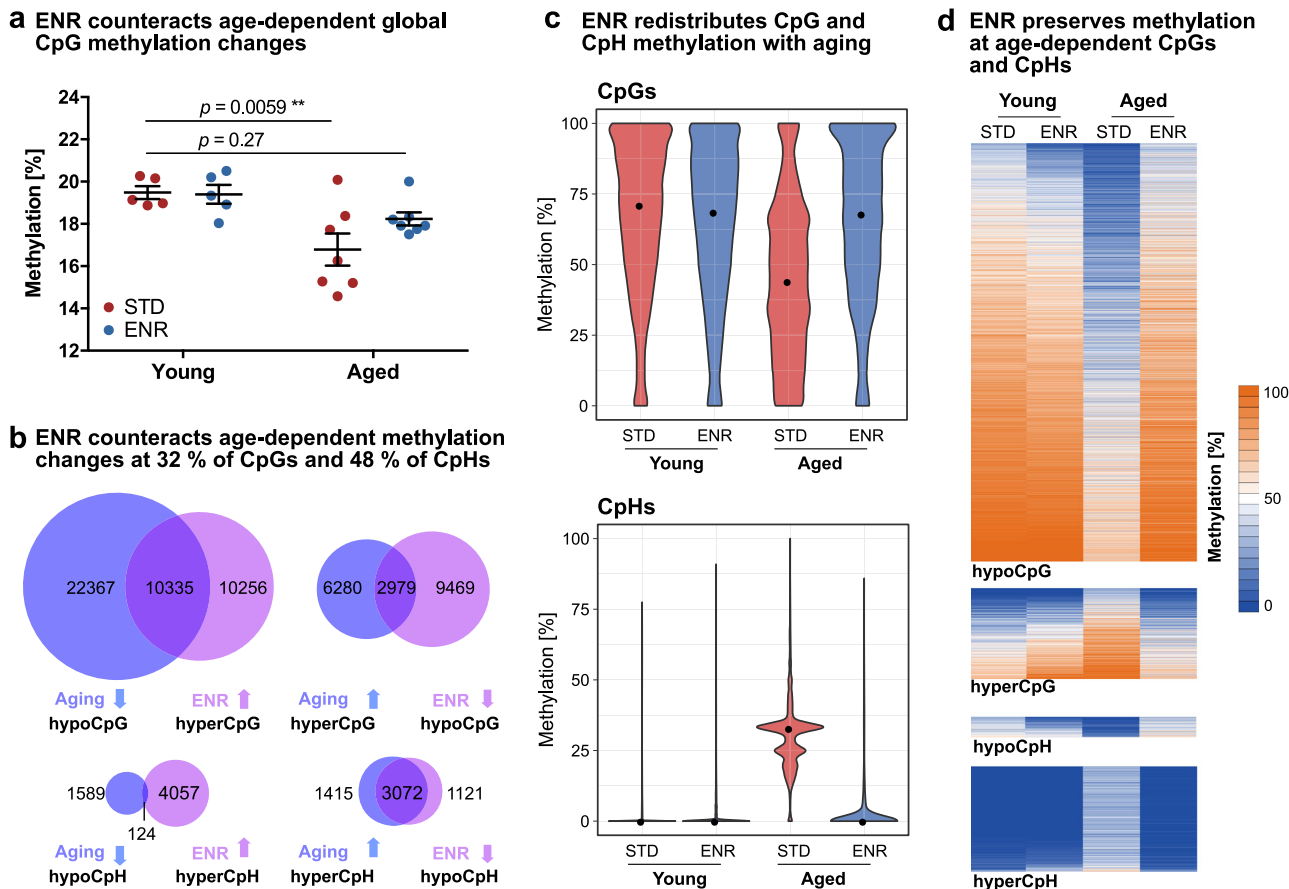 a ENR counteracts age-dependent global
CpG methylation changes
24
22
20
18
16
14
12
Methylation [%]
p = 0.0059 **
p = 0.27
STD
ENR
Young
Aged
b ENR counteracts age-dependent methylation
changes at 32 % of CpGs and 48 % of CpHs
22367
10335
10256
6280
2979
9469
Aging
hypoCpG
ENR
hyperCpG
Aging
hyperCpG
ENR
hypoCpG
1589
4057
124
1415
3072
1121
Aging
hypoCpH
ENR
hyperCpH
Aging
hyperCpH
ENR
hypoCpH
c ENR redistributes CpG and
CpH methylation with aging
CpGs
100
75
50
25
0
Methylation [%]
STD ENR STD ENR
Young Aged
CpHs
100
75
50
25
0
Methylation [%]
STD ENR STD ENR
Young Aged
d ENR preserves methylation
at age-dependent CpGs
and CpHs
Young Aged
STD ENR STD ENR
hypoCpG
hyperCpG
hypoCpH
hyperCpH
Methylation [%]
100
50
0